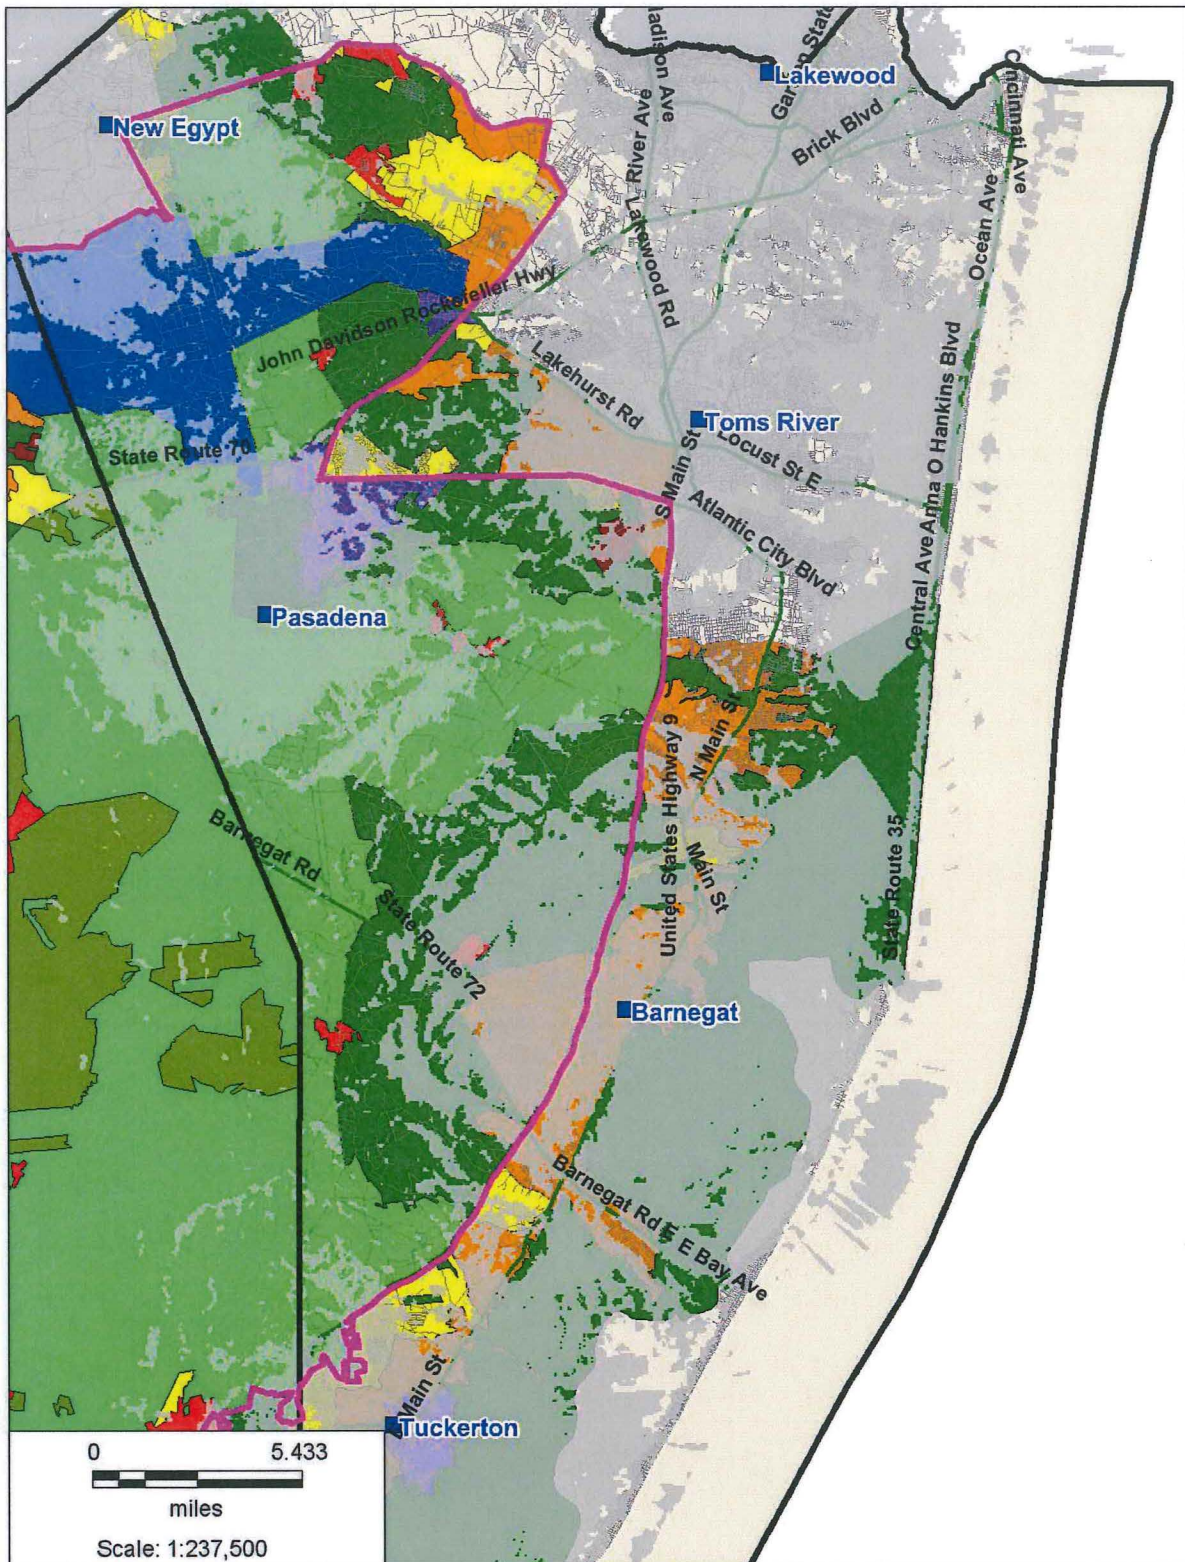 adison Ave
Garden State
Lakewood
Cincinnati Ave
New Egypt
River Ave
Brick Blvd
Ocean Ave
Lakewood Rd
John Davidson Rockefeller Hwy
Lakehurst Rd
Anna O Hankins Blvd
Toms River
Locust St E
State Route 70
S Main St
Atlantic City Blvd
Central Ave
Pasadena
N Main St
United States Highway 9
Barnegat Rd
Main St
State Route 35
State Route 72
Barnegat
Barnegat Rd E
E Bay Ave
Main St
Tuckerton
0 5.433
miles
Scale: 1:237,500